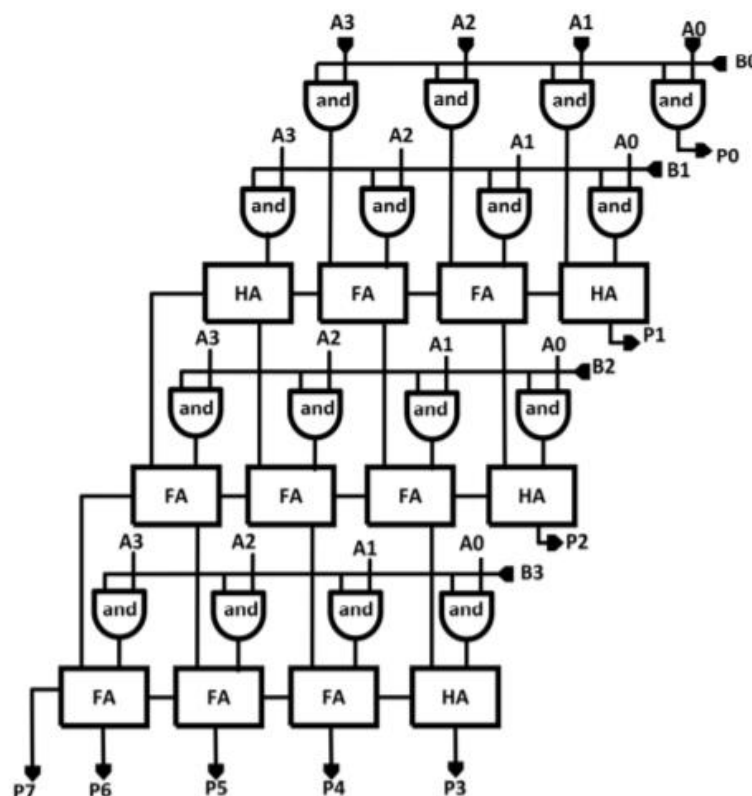 A3 A2 A1 A0
B0
and and and and
P0
A3 A2 A1 A0
B1
and and and and
HA FA FA HA
P1
A3 A2 A1 A0
B2
and and and and
FA FA FA HA
P2
A3 A2 A1 A0
B3
and and and and
FA FA FA HA
P7 P6 P5 P4 P3